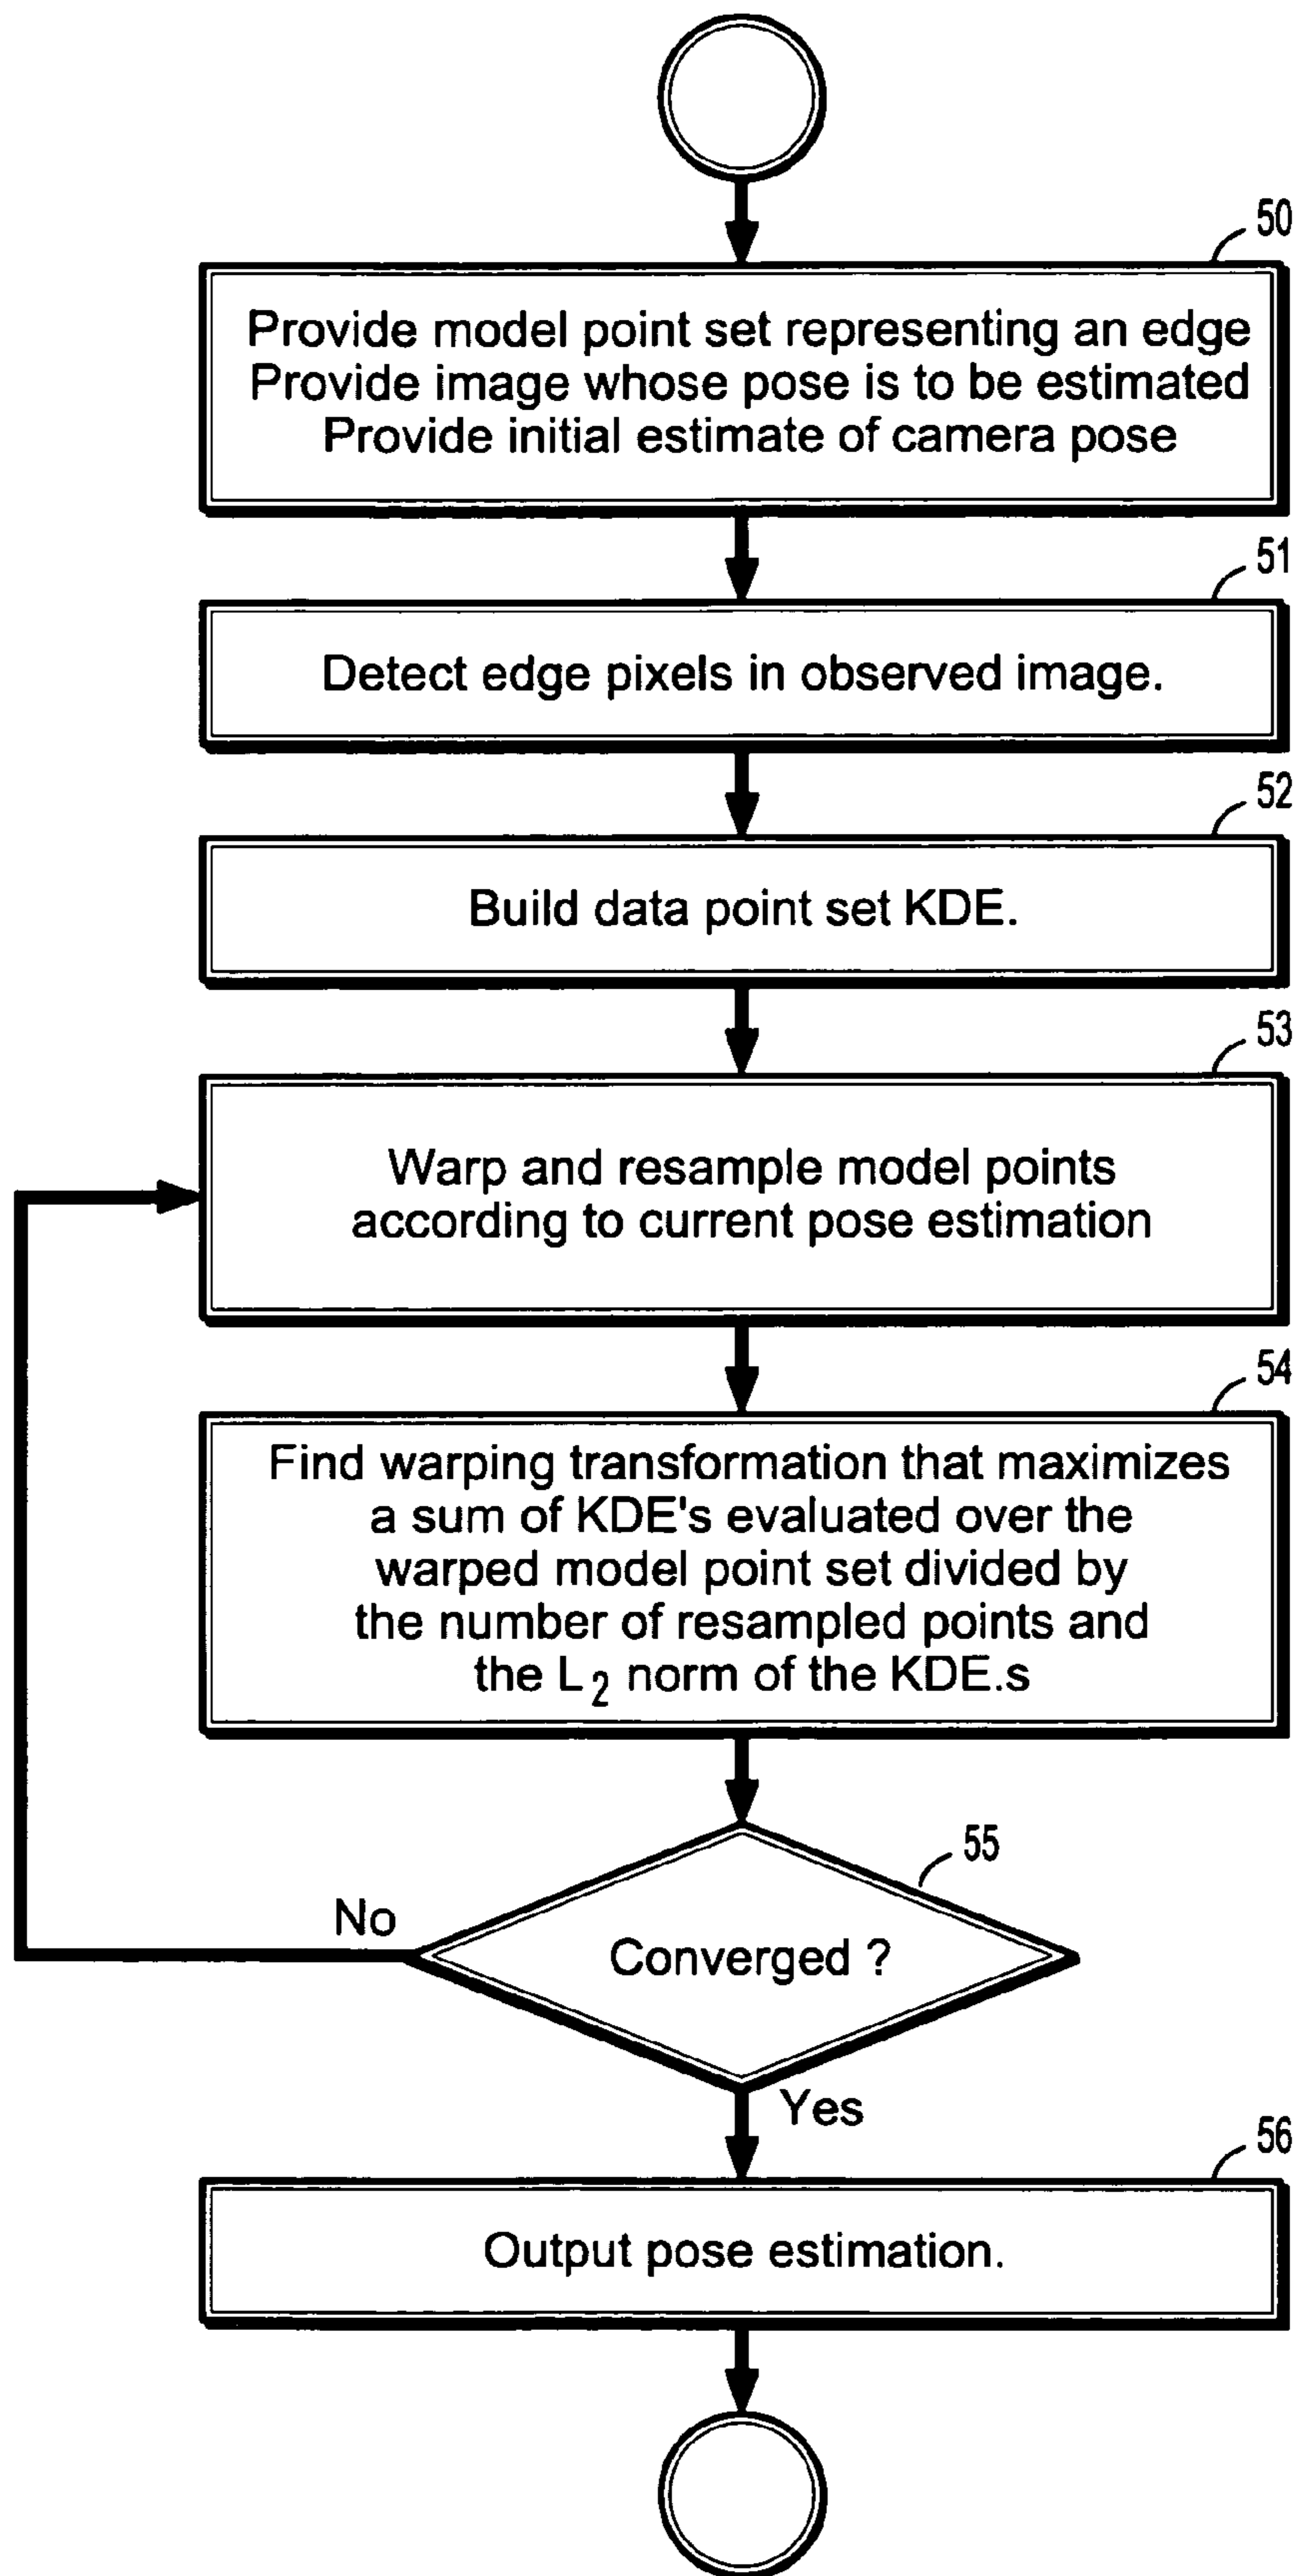 50
Provide model point set representing an edge
Provide image whose pose is to be estimated
Provide initial estimate of camera pose
51
Detect edge pixels in observed image.
52
Build data point set KDE.
53
Warp and resample model points
according to current pose estimation
54
Find warping transformation that maximizes
a sum of KDE's evaluated over the
warped model point set divided by
the number of resampled points and
the L2 norm of the KDE.s
55
No
Converged ?
Yes
56
Output pose estimation.